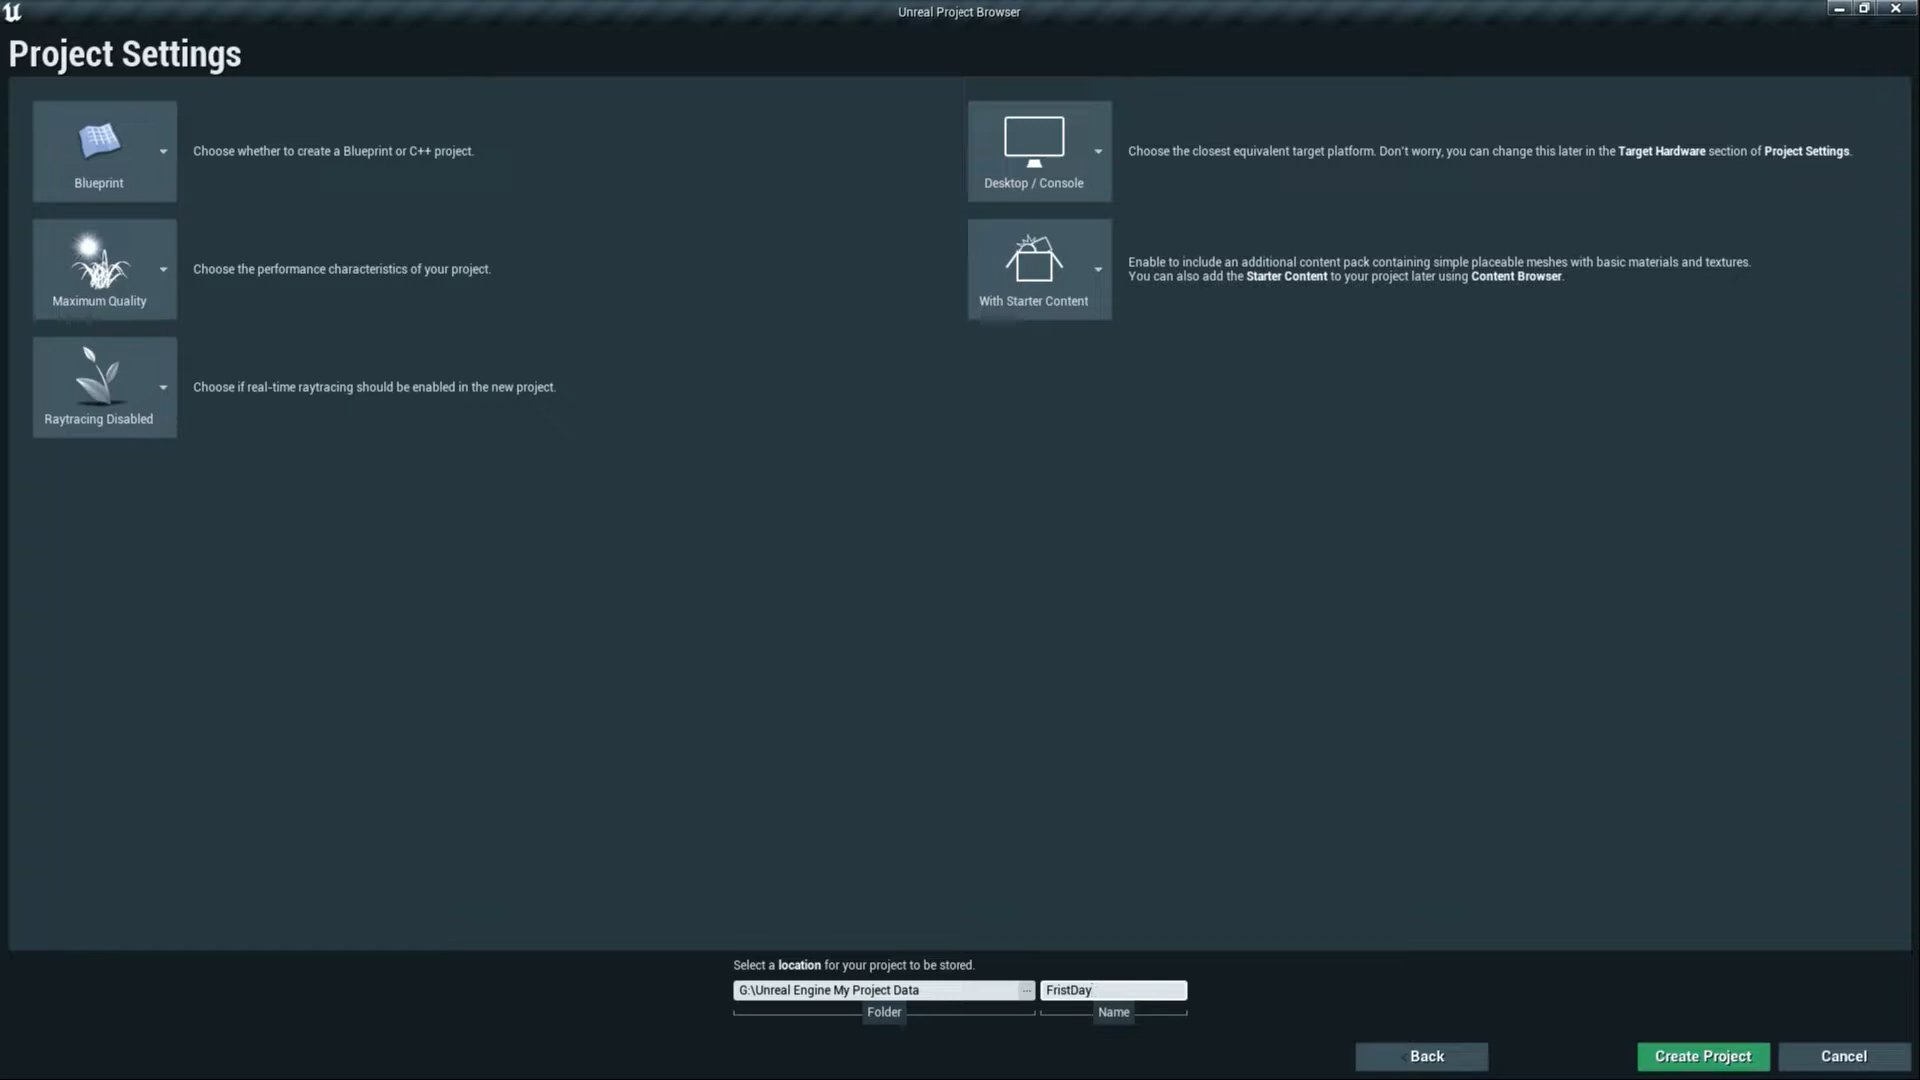 Unreal Project Browser
Project Settings
Blueprint
Choose whether to create a Blueprint or C++ project.
Desktop / Console
Choose the closest equivalent target platform. Don't worry, you can change this later in the Target Hardware section of Project Settings.
Maximum Quality
Choose the performance characteristics of your project.
With Starter Content
Enable to include an additional content pack containing simple placeable meshes with basic materials and textures.
You can also add the Starter Content to your project later using Content Browser.
Raytracing Disabled
Choose if real-time raytracing should be enabled in the new project.
Select a location for your project to be stored.
G:\Unreal Engine My Project Data ... FristDay
Folder Name
Back Create Project Cancel